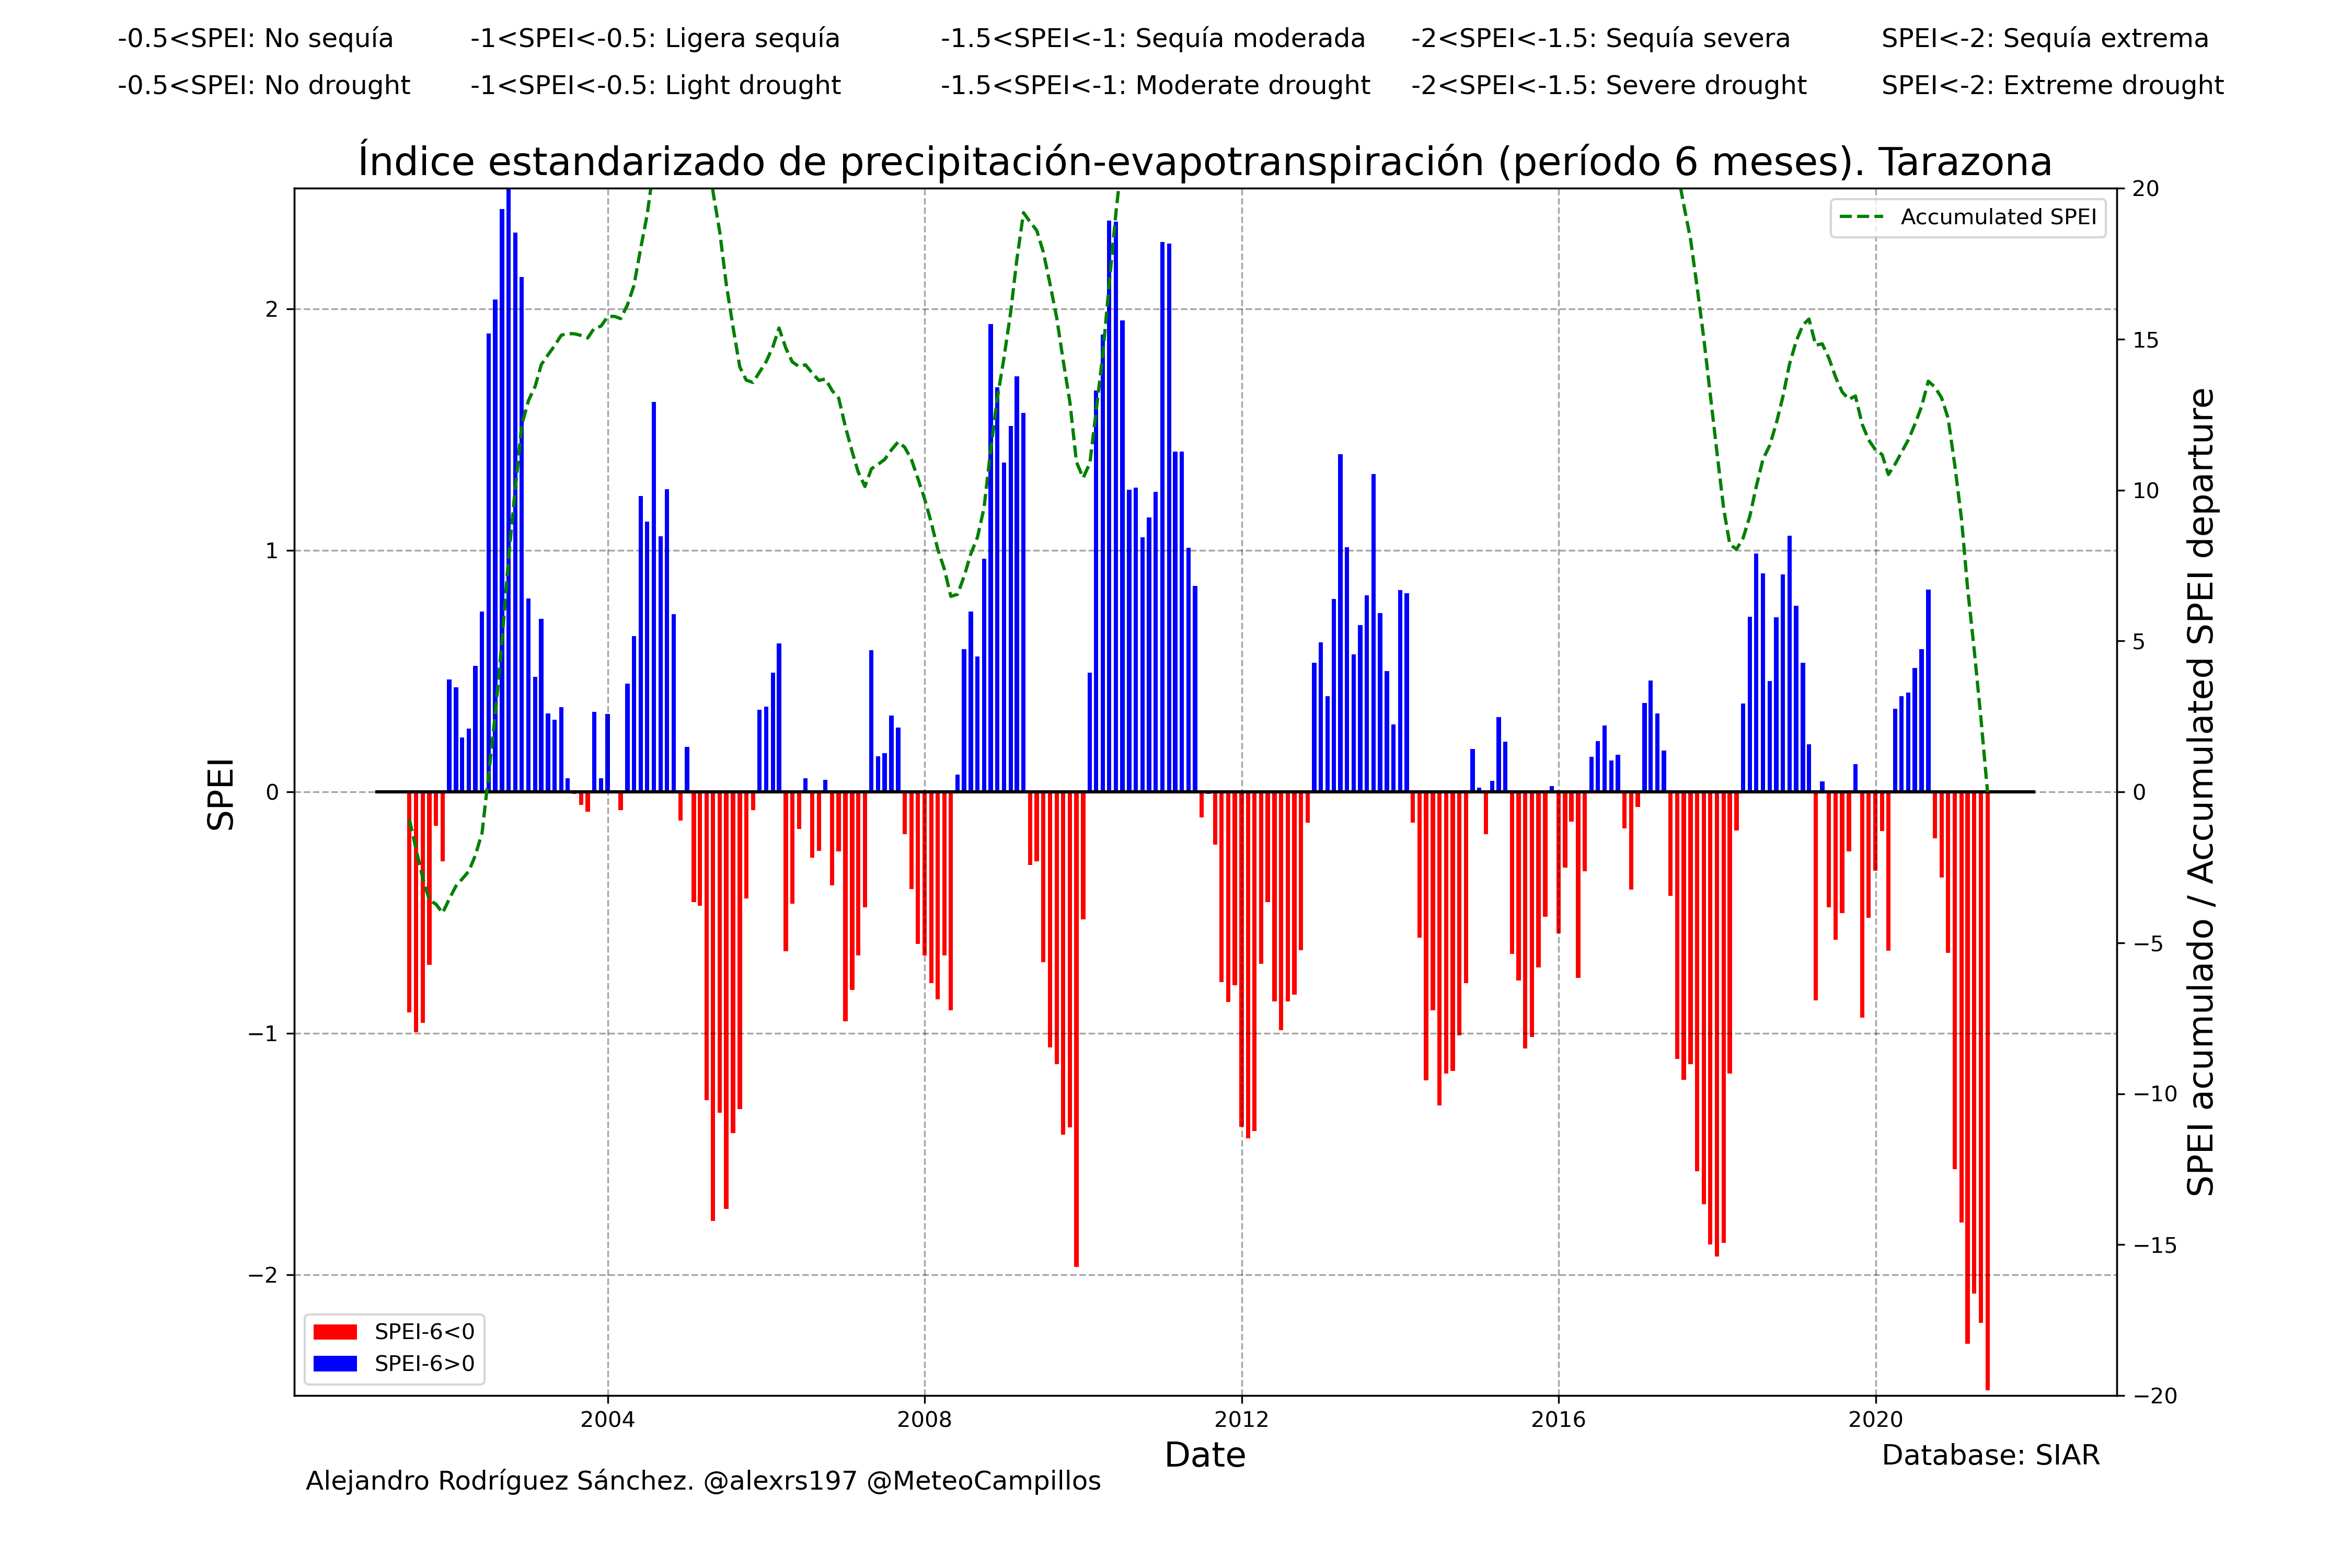 -0.5<SPEI: No sequía -1<SPEI<-0.5: Ligera sequía -1.5<SPEI<-1: Sequía moderada -2<SPEI<-1.5: Sequía severa SPEI<-2: Sequía extrema
-0.5<SPEI: No drought -1<SPEI<-0.5: Light drought -1.5<SPEI<-1: Moderate drought -2<SPEI<-1.5: Severe drought SPEI<-2: Extreme drought
Índice estandarizado de precipitación-evapotranspiración (período 6 meses). Tarazona
Accumulated SPEI
SPEI
2
1
0
−1
−2
20
15
10
5
0
−5
−10
−15
−20
SPEI acumulado / Accumulated SPEI departure
SPEI-6<0
SPEI-6>0
2004 2008 2012 2016 2020
Date
Database: SIAR
Alejandro Rodríguez Sánchez. @alexrs197 @MeteoCampillos